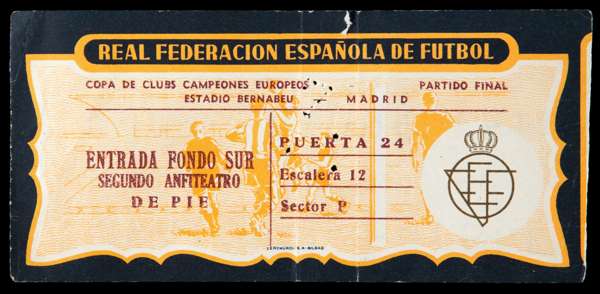 REAL FEDERACION ESPAÑOLA DE FUTBOL
COPA DE CLUBS CAMPEONES EUROPEOS PARTIDO FINAL
ESTADIO BERNABEU - MADRID
ENTRADA FONDO SUR
SEGUNDO ANFITEATRO
DE PIE
PUERTA 24
Escalera 12
Sector P